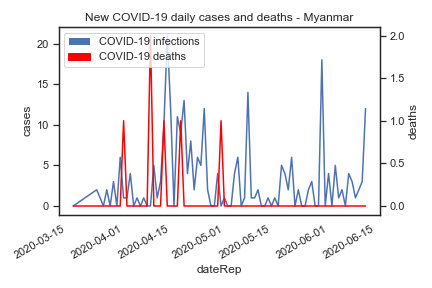 New COVID-19 daily cases and deaths - Myanmar
COVID-19 infections
COVID-19 deaths
20
15
10
5
0
cases
2.0
1.5
1.0
0.5
0.0
deaths
2020-03-15
2020-04-01
2020-04-15
2020-05-01
2020-05-15
2020-06-01
2020-06-15
dateRep